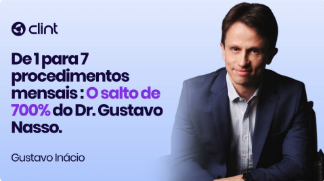 clint
De 1 para 7
procedimentos
mensais : O salto de
700% do Dr. Gustavo
Nasso.
Gustavo Inácio